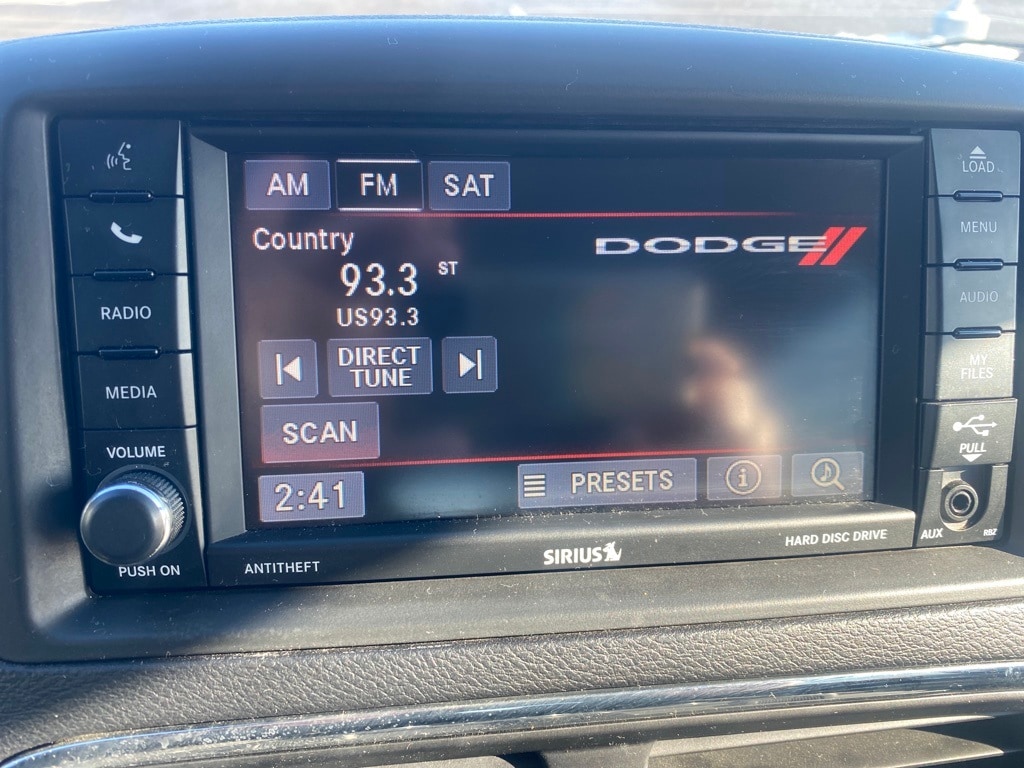 AM FM SAT
Country
93.3 ST
US93.3
DIRECT
TUNE
SCAN
2:41 PRESETS i
DODGE
RADIO
MEDIA
VOLUME
PUSH ON
LOAD
MENU
AUDIO
MY
FILES
PULL
AUX RBZ
ANTITHEFT
SIRIUS
HARD DISC DRIVE